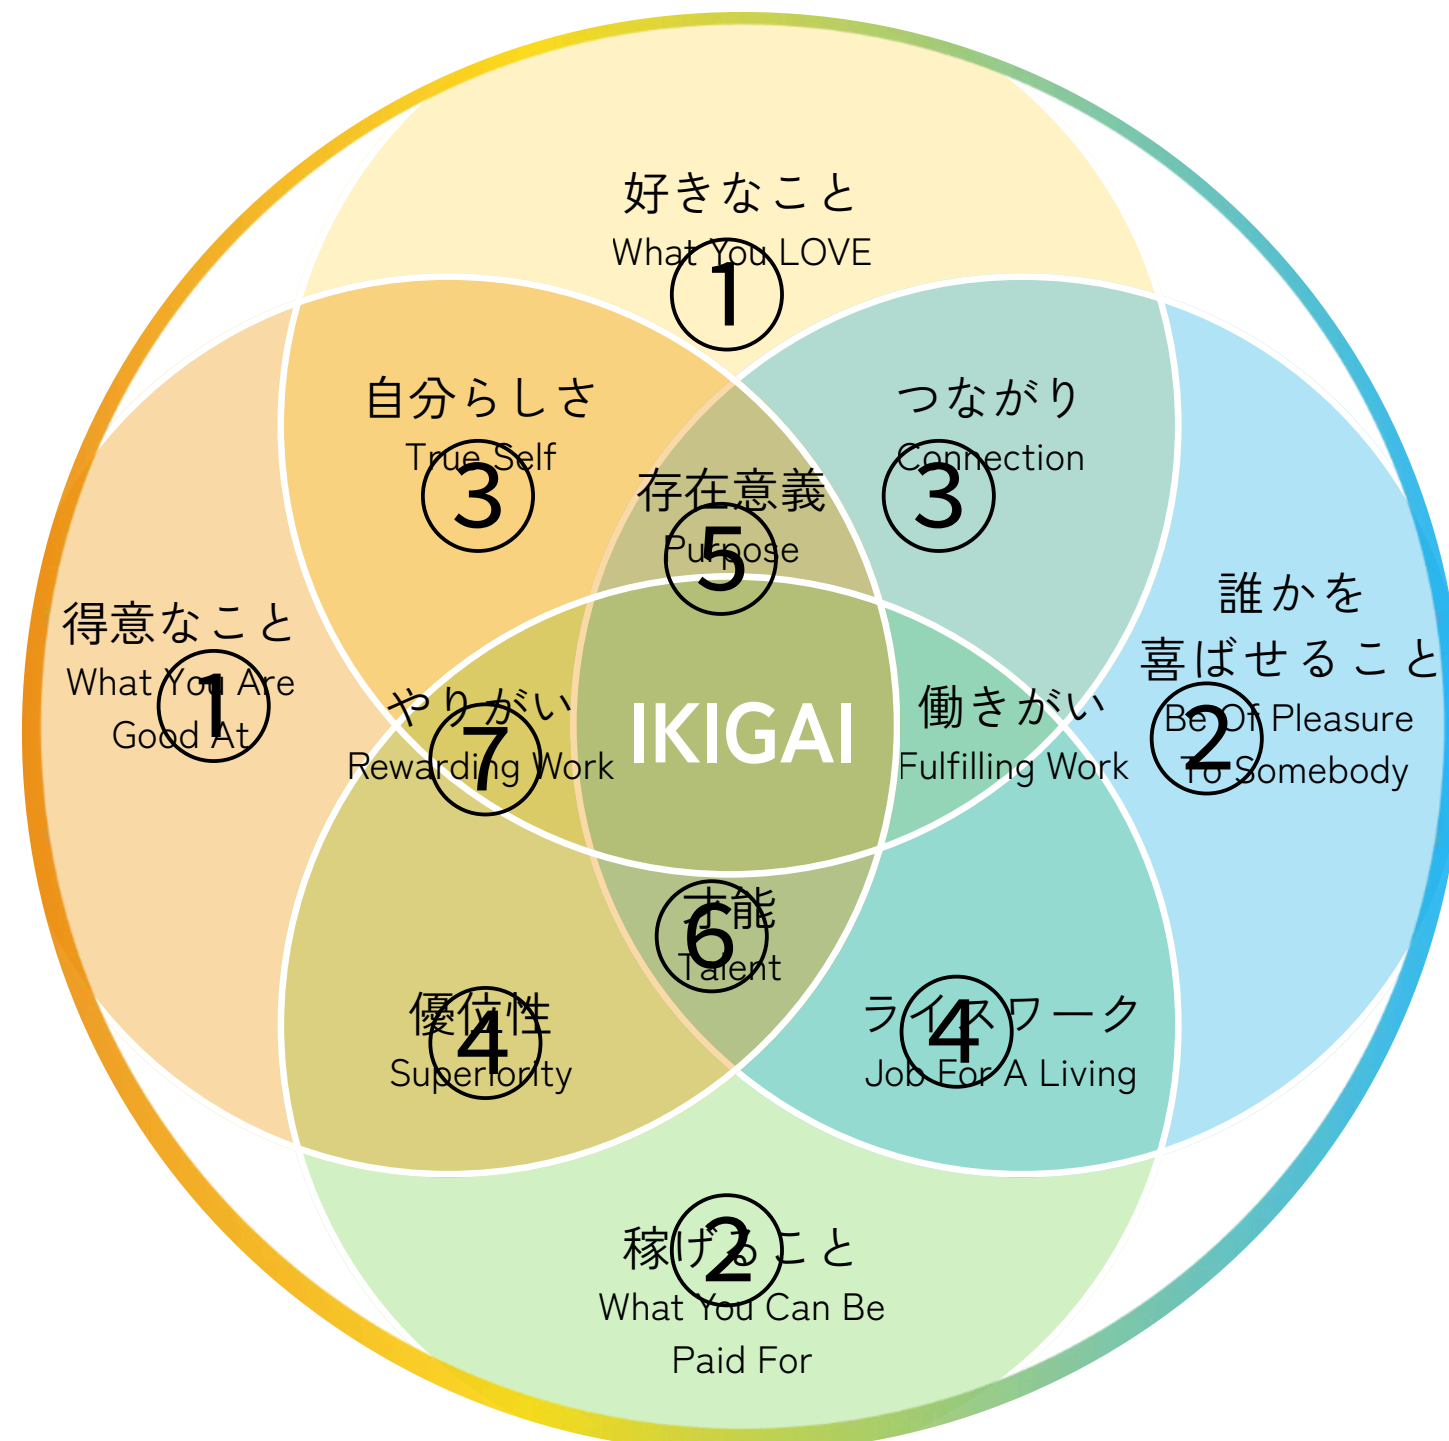 好きなこと
What You LOVE
①
自分らしさ
True Self
③
つながり
Connection
③
存在意義
Purpose
⑤
得意なこと
What You Are
Good At
①
誰かを
喜ばせること
Be Of Pleasure
To Somebody
②
やりがい
Rewarding Work
⑦
IKIGAI
働きがい
Fulfilling Work
才能
Talent
⑥
優位性
Superiority
④
ライスワーク
Job For A Living
④
稼げること
What You Can Be
Paid For
②